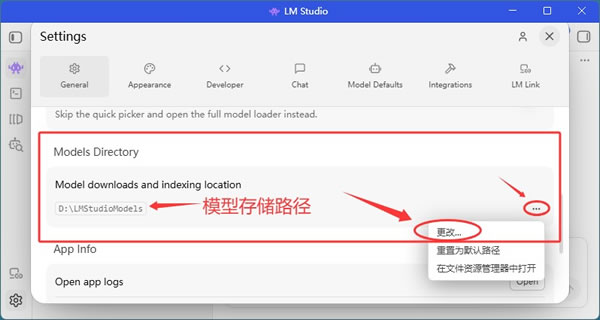 LM Studio
Settings
General
Appearance
Developer
Chat
Model Defaults
Integrations
LM Link
Skip the quick picker and open the full model loader instead.
Models Directory
Model downloads and indexing location
D:\LMStudioModels
模型存储路径
更改...
重置为默认路径
在文件资源管理器中打开
App Info
Open app logs
Open